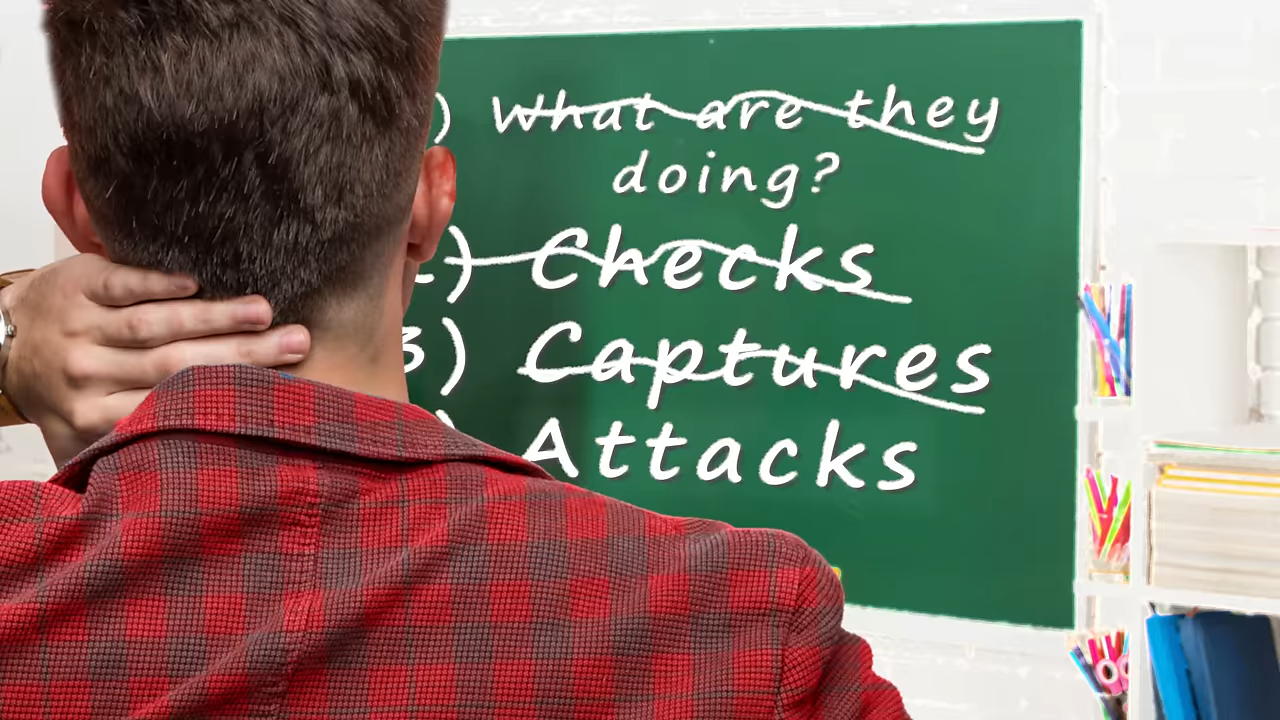 ) What are they
doing?
) Checks
3) Captures
) Attacks